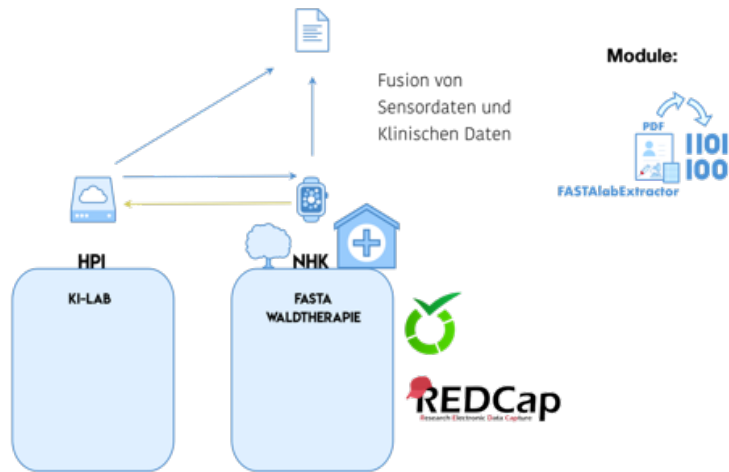 Module:
Fusion von
Sensordaten und
Klinischen Daten
PDF
1101
100
FASTAlabExtractor
HPI
NHK
KI-LAB
FASTA
WALDTHERAPIE
REDCap
Research Electronic Data Capture